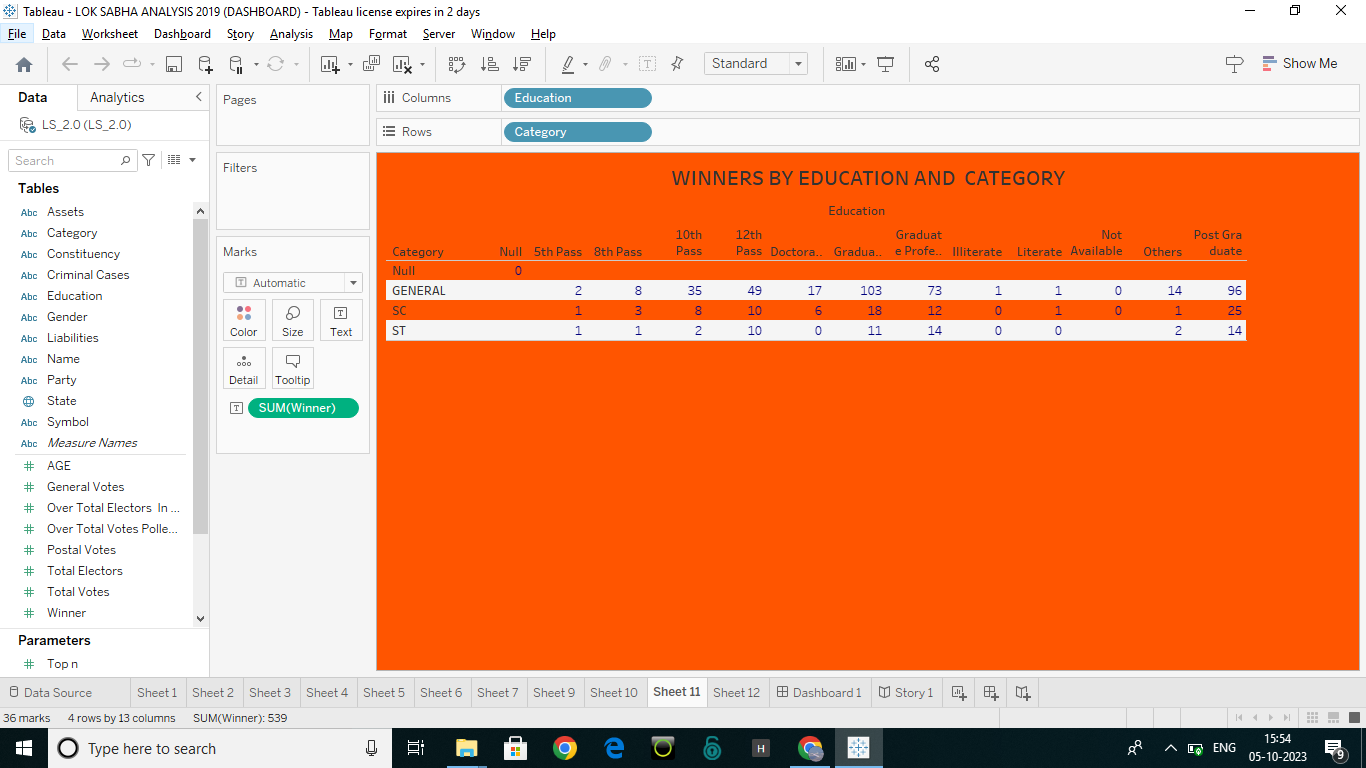 Tableau - LOK SABHA ANALYSIS 2019 (DASHBOARD) - Tableau license expires in 2 days
File Data Worksheet Dashboard Story Analysis Map Format Server Window Help
Standard
Show Me
Data Analytics
LS_2.0 (LS_2.0)
Search
Tables
Abc Assets
Abc Category
Abc Constituency
Abc Criminal Cases
Abc Education
Abc Gender
Abc Liabilities
Abc Name
Abc Party
State
Abc Symbol
Abc Measure Names
AGE
General Votes
Over Total Electors In ...
Over Total Votes Polle...
Postal Votes
Total Electors
Total Votes
Winner
Parameters
Top n
Pages
Filters
Marks
Automatic
Color Size Text
Detail Tooltip
SUM(Winner)
Columns Education
Rows Category
WINNERS BY EDUCATION AND CATEGORY
Education
Category Null 5th Pass 8th Pass 10th Pass 12th Pass Doctora.. Gradua.. Graduat e Profe.. Illiterate Literate Not Available Others Post Gra duate
Null 0
GENERAL 2 8 35 49 17 103 73 1 1 0 14 96
SC 1 3 8 10 6 18 12 0 1 0 1 25
ST 1 1 2 10 0 11 14 0 0 2 14
Data Source Sheet 1 Sheet 2 Sheet 3 Sheet 4 Sheet 5 Sheet 6 Sheet 7 Sheet 9 Sheet 10 Sheet 11 Sheet 12 Dashboard 1 Story 1
36 marks 4 rows by 13 columns SUM(Winner): 539
Type here to search
H
ENG
15:54
05-10-2023
9